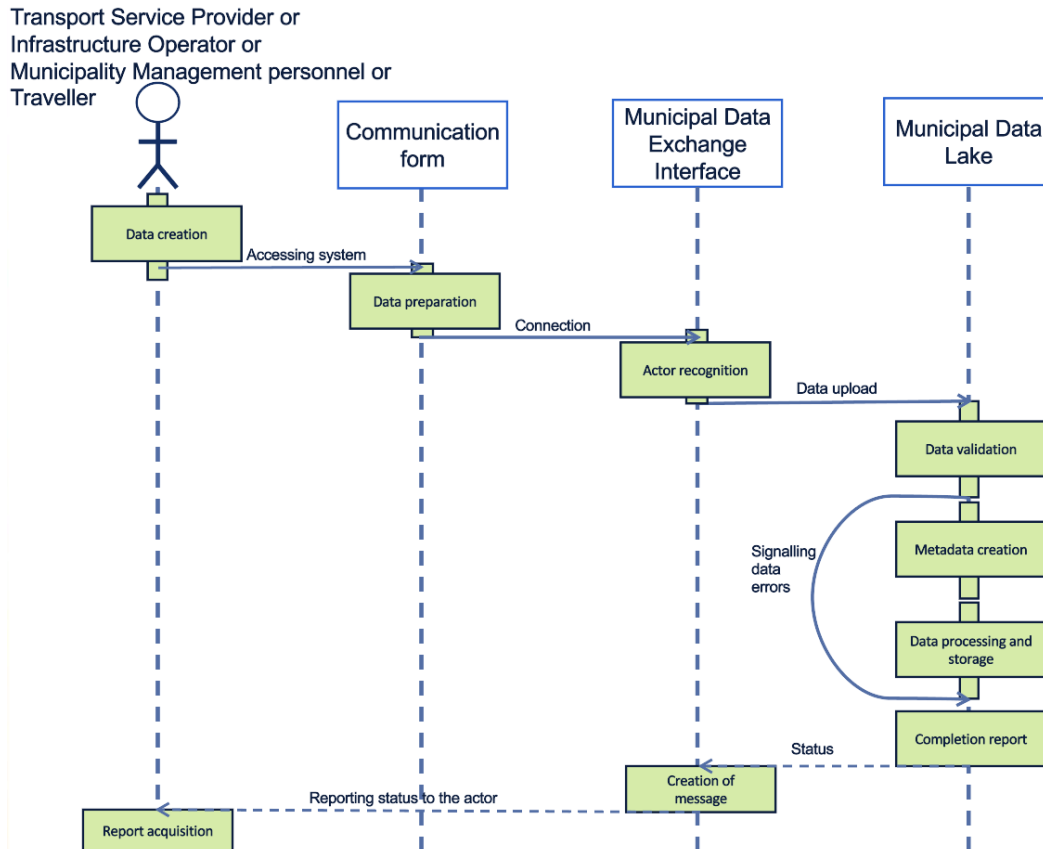 Transport Service Provider or
Infrastructure Operator or
Municipality Management personnel or
Traveller
Communication
form
Municipal Data
Exchange
Interface
Municipal Data
Lake
Data creation
Accessing system
Data preparation
Connection
Actor recognition
Data upload
Data validation
Signalling
data
errors
Metadata creation
Data processing and
storage
Completion report
Status
Creation of
message
Reporting status to the actor
Report acquisition